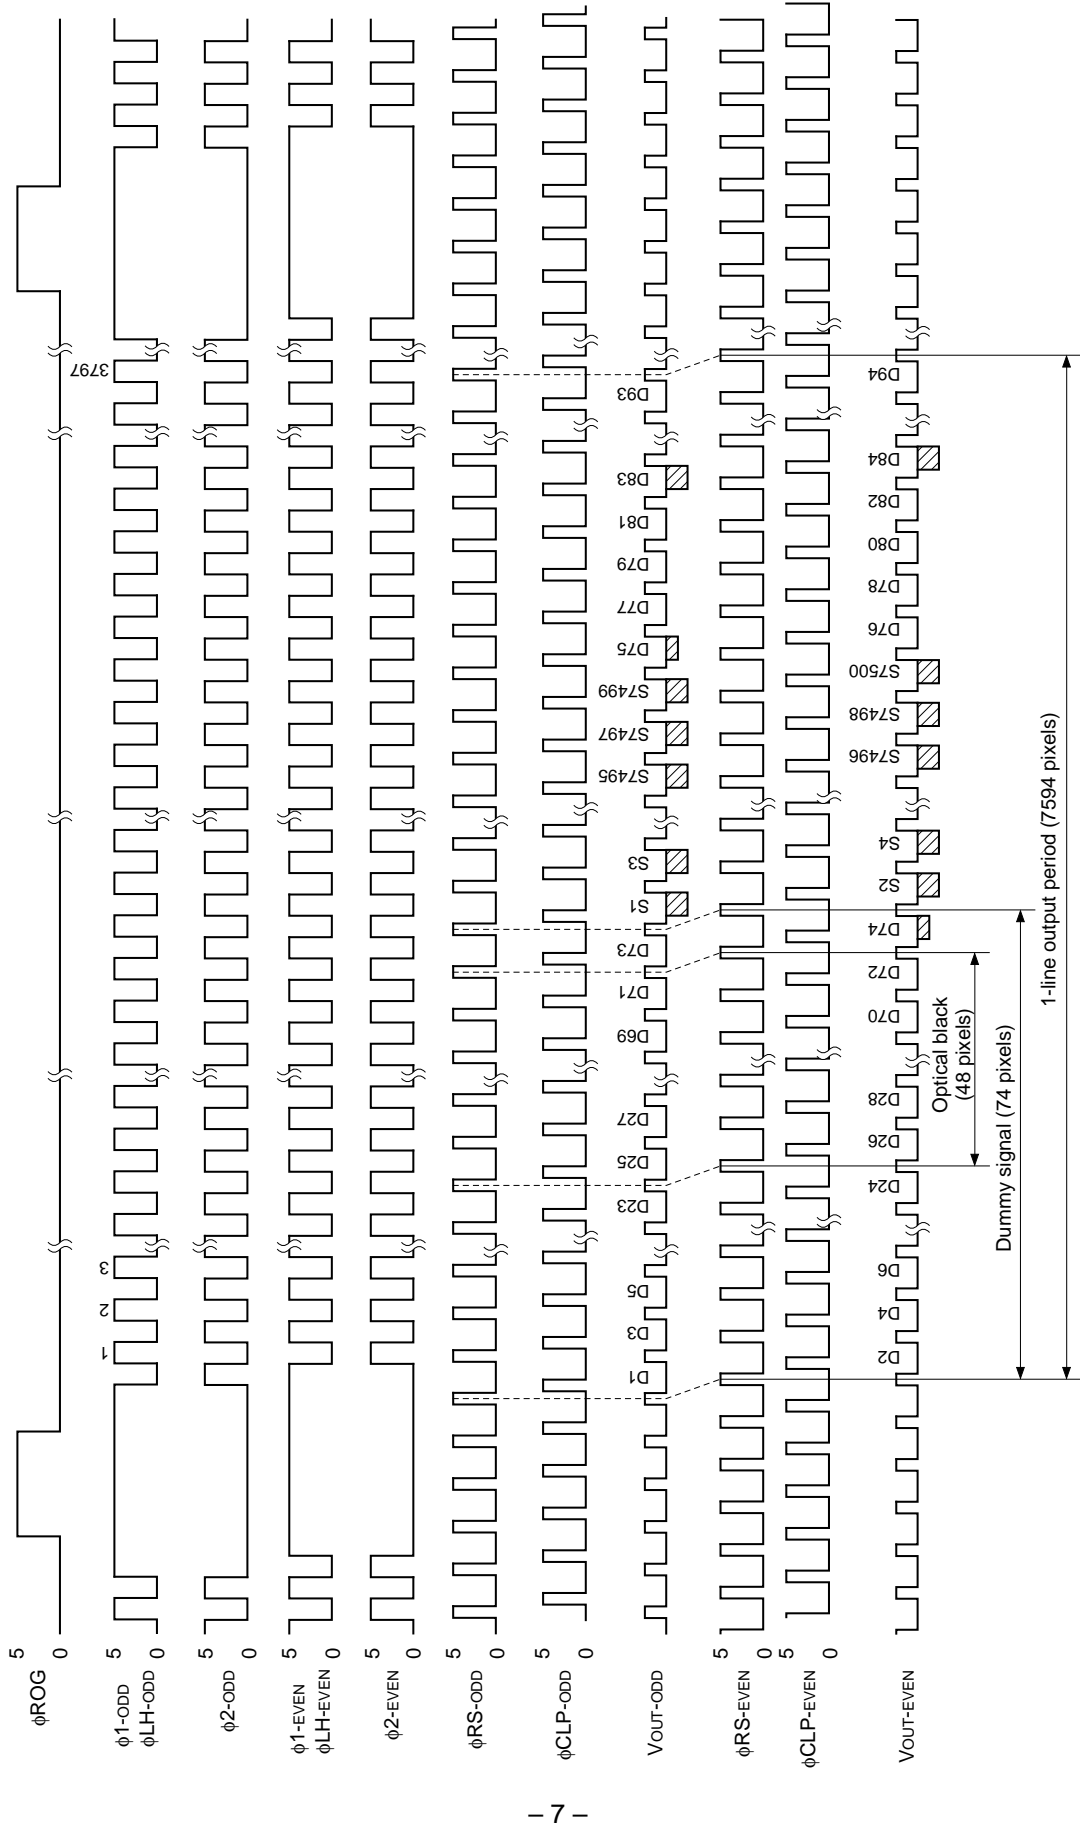 φROG
5
0
φ1-ODD
φLH-ODD
5
0
1
2
3
3797
φ2-ODD
5
0
φ1-EVEN
φLH-EVEN
5
0
φ2-EVEN
5
0
φRS-ODD
5
0
φCLP-ODD
5
0
VOUT-ODD
D1
D3
D5
D23
D25
D27
D69
D71
D73
S1
S3
S7495
S7497
S7499
D75
D77
D79
D81
D83
D93
φRS-EVEN
5
0
φCLP-EVEN
5
0
VOUT-EVEN
D2
D4
D6
D24
D26
D28
D70
D72
D74
S2
S4
S7496
S7498
S7500
D76
D78
D80
D82
D84
D94
Optical black
(48 pixels)
Dummy signal (74 pixels)
1-line output period (7594 pixels)
– 7 –